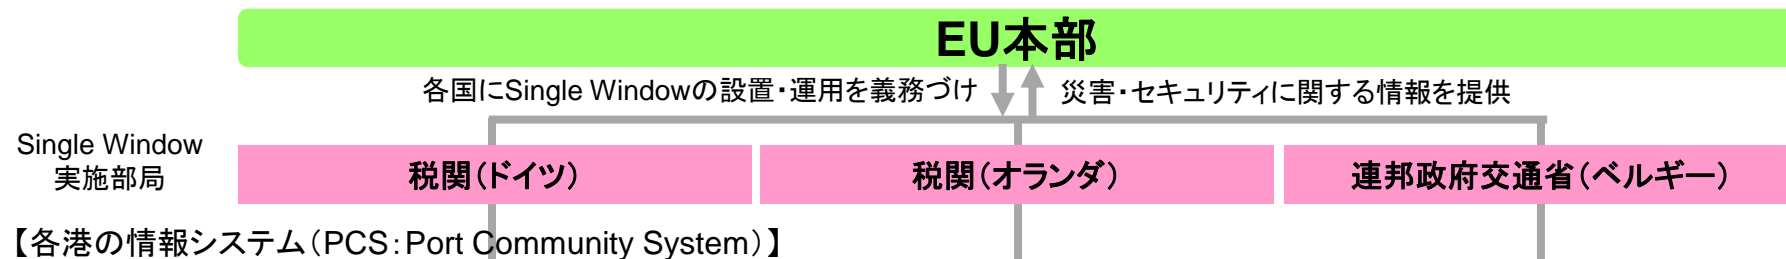 EU本部
各国にSingle Windowの設置・運用を義務づけ
災害・セキュリティに関する情報を提供
Single Window
実施部局
税関(ドイツ)
税関(オランダ)
連邦政府交通省(ベルギー)
【各港の情報システム(PCS:Port Community System)】